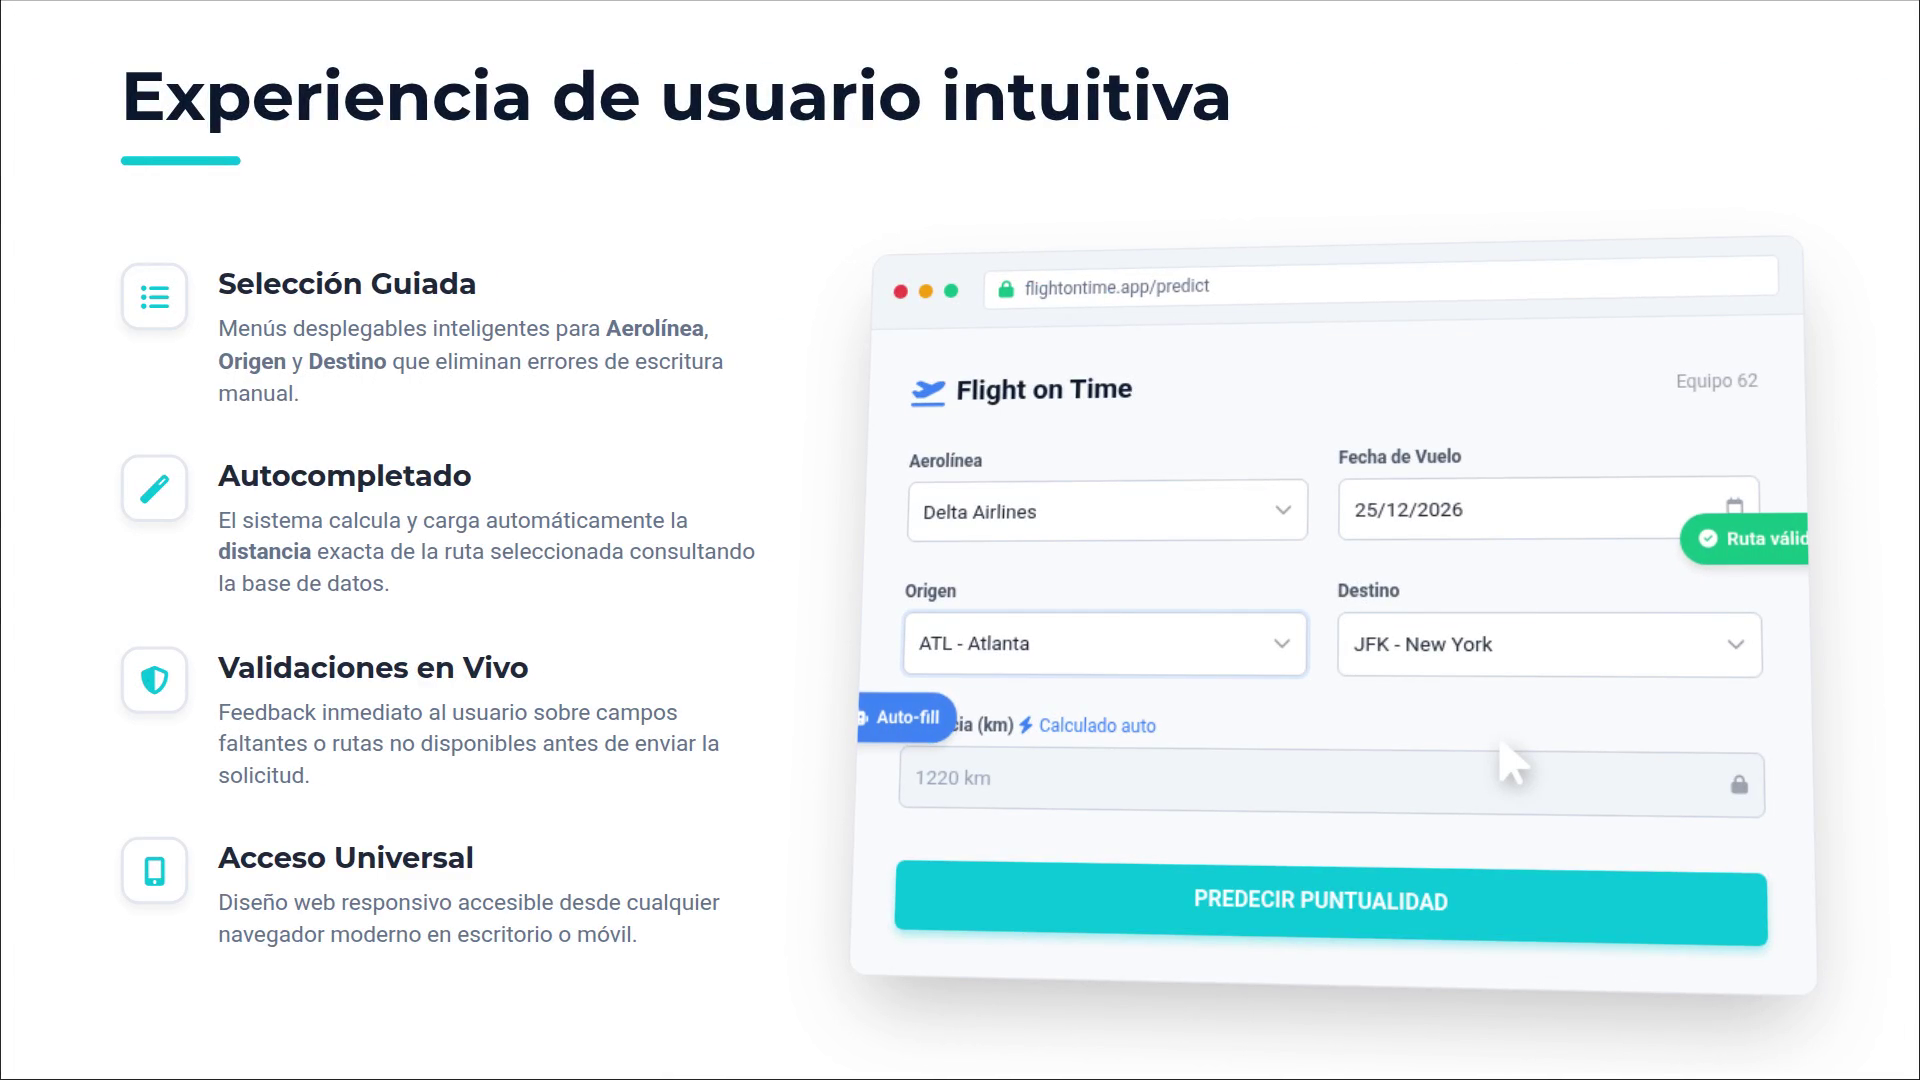 Experiencia de usuario intuitiva
Selección Guiada
Menús desplegables inteligentes para Aerolínea,
Origen y Destino que eliminan errores de escritura
manual.
Autocompletado
El sistema calcula y carga automáticamente la
distancia exacta de la ruta seleccionada consultando
la base de datos.
Validaciones en Vivo
Feedback inmediato al usuario sobre campos
faltantes o rutas no disponibles antes de enviar la
solicitud.
Acceso Universal
Diseño web responsivo accesible desde cualquier
navegador moderno en escritorio o móvil.
flightontime.app/predict
Flight on Time
Equipo 62
Aerolínea
Fecha de Vuelo
Delta Airlines
25/12/2026
Ruta
Origen
Destino
ATL - Atlanta
JFK - New York
Auto-fill
(km) Calculado auto
1220 km
PREDECIR PUNTUALIDAD